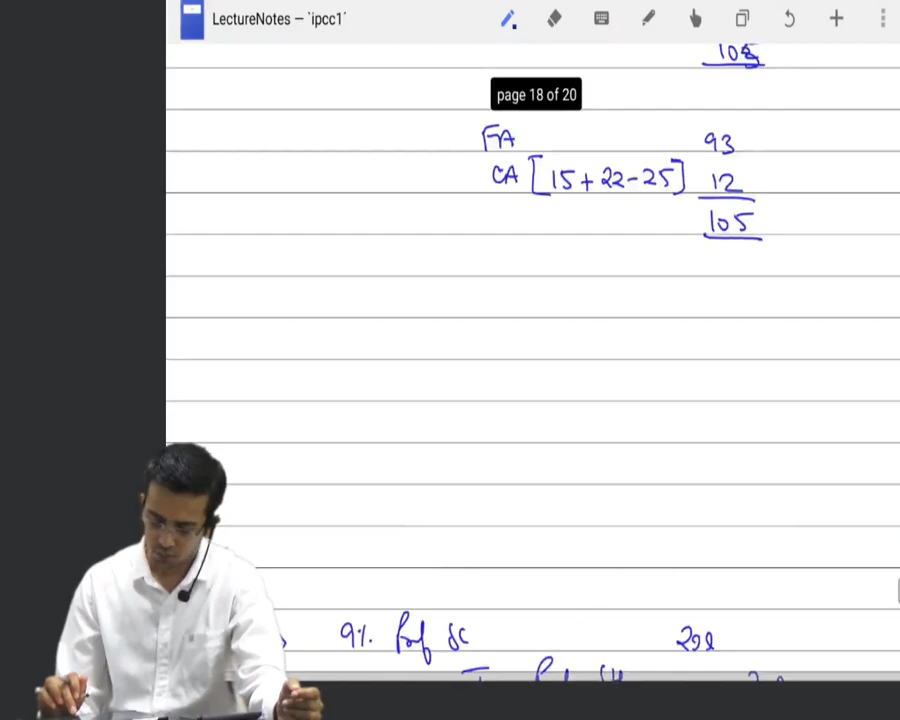 LectureNotes – `ipcc1´
105
page 18 of 20
FA 93
CA [15+22-25] 12
105
9%. Pref SC